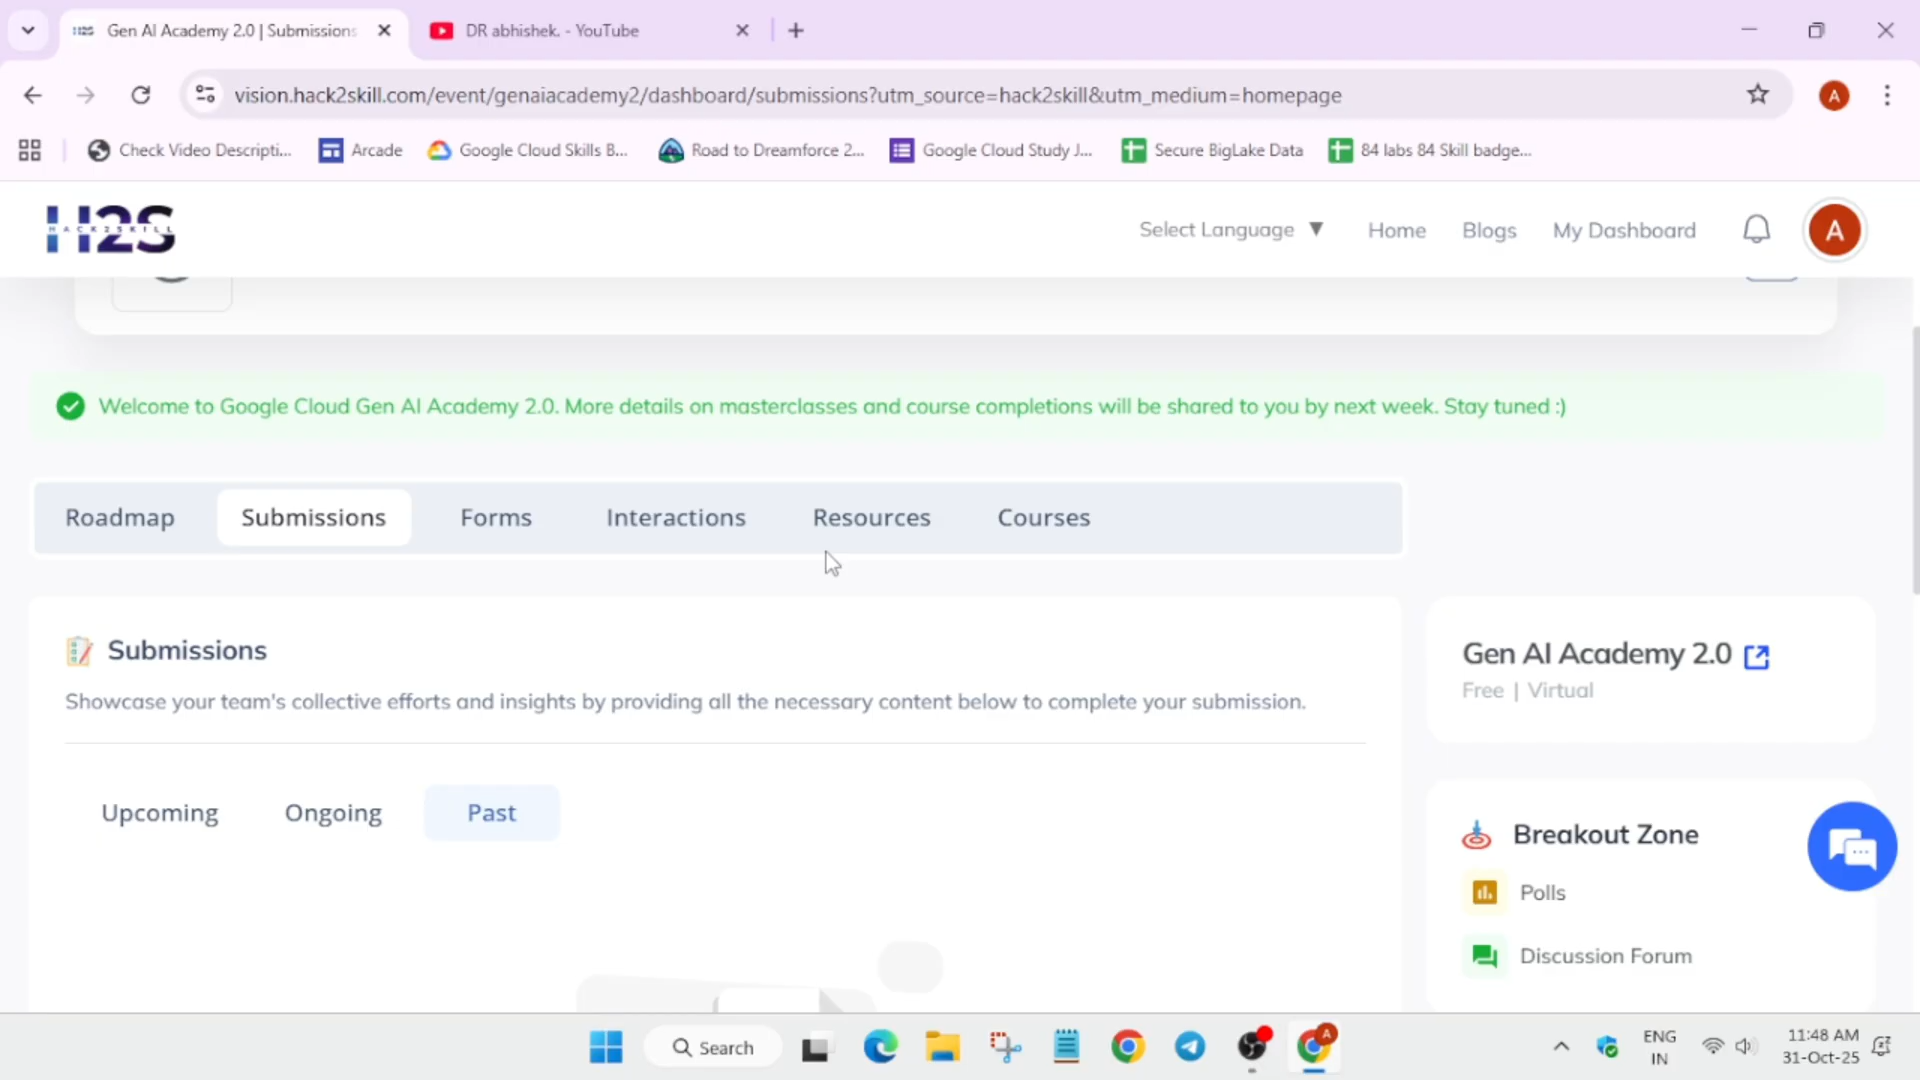 Gen AI Academy 2.0 | Submissions
DR abhishek. - YouTube
vision.hack2skill.com/event/genaiacademy2/dashboard/submissions?utm_source=hack2skill&utm_medium=homepage
A
Check Video Descripti...
Arcade
Google Cloud Skills B...
Road to Dreamforce 2...
Google Cloud Study J...
Secure BigLake Data
84 labs 84 Skill badge...
H2S
HACK2SKILL
Select Language ▼
Home
Blogs
My Dashboard
A
Welcome to Google Cloud Gen AI Academy 2.0. More details on masterclasses and course completions will be shared to you by next week. Stay tuned :)
Roadmap
Submissions
Forms
Interactions
Resources
Courses
Submissions
Showcase your team's collective efforts and insights by providing all the necessary content below to complete your submission.
Upcoming
Ongoing
Past
Gen AI Academy 2.0
Free | Virtual
Breakout Zone
Polls
Discussion Forum
Search
A
ENG
IN
11:48 AM
31-Oct-25